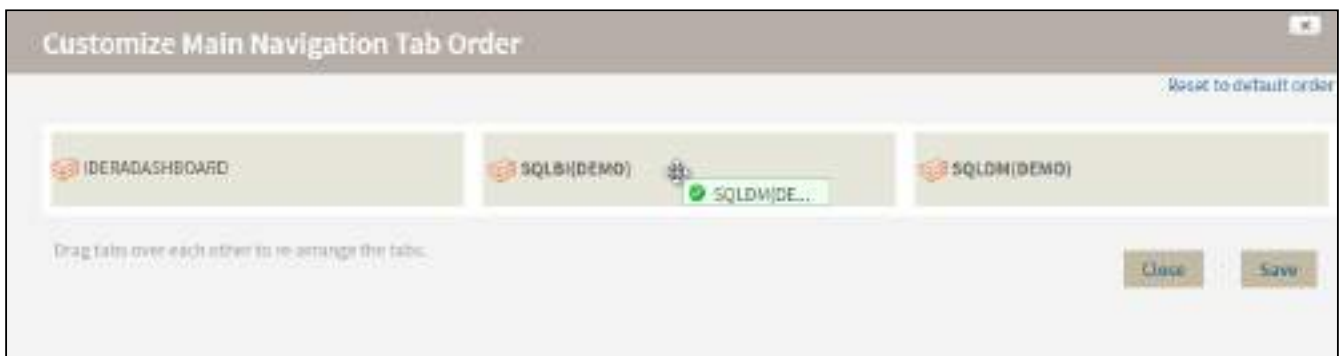 Customize Main Navigation Tab Order
Reset to default order
IDERADASHBOARD
SQLBI(DEMO)
SQLDM(DEMO)
SQLDM(DE...
Drag tabs over each other to re-arrange the tabs.
Close
Save